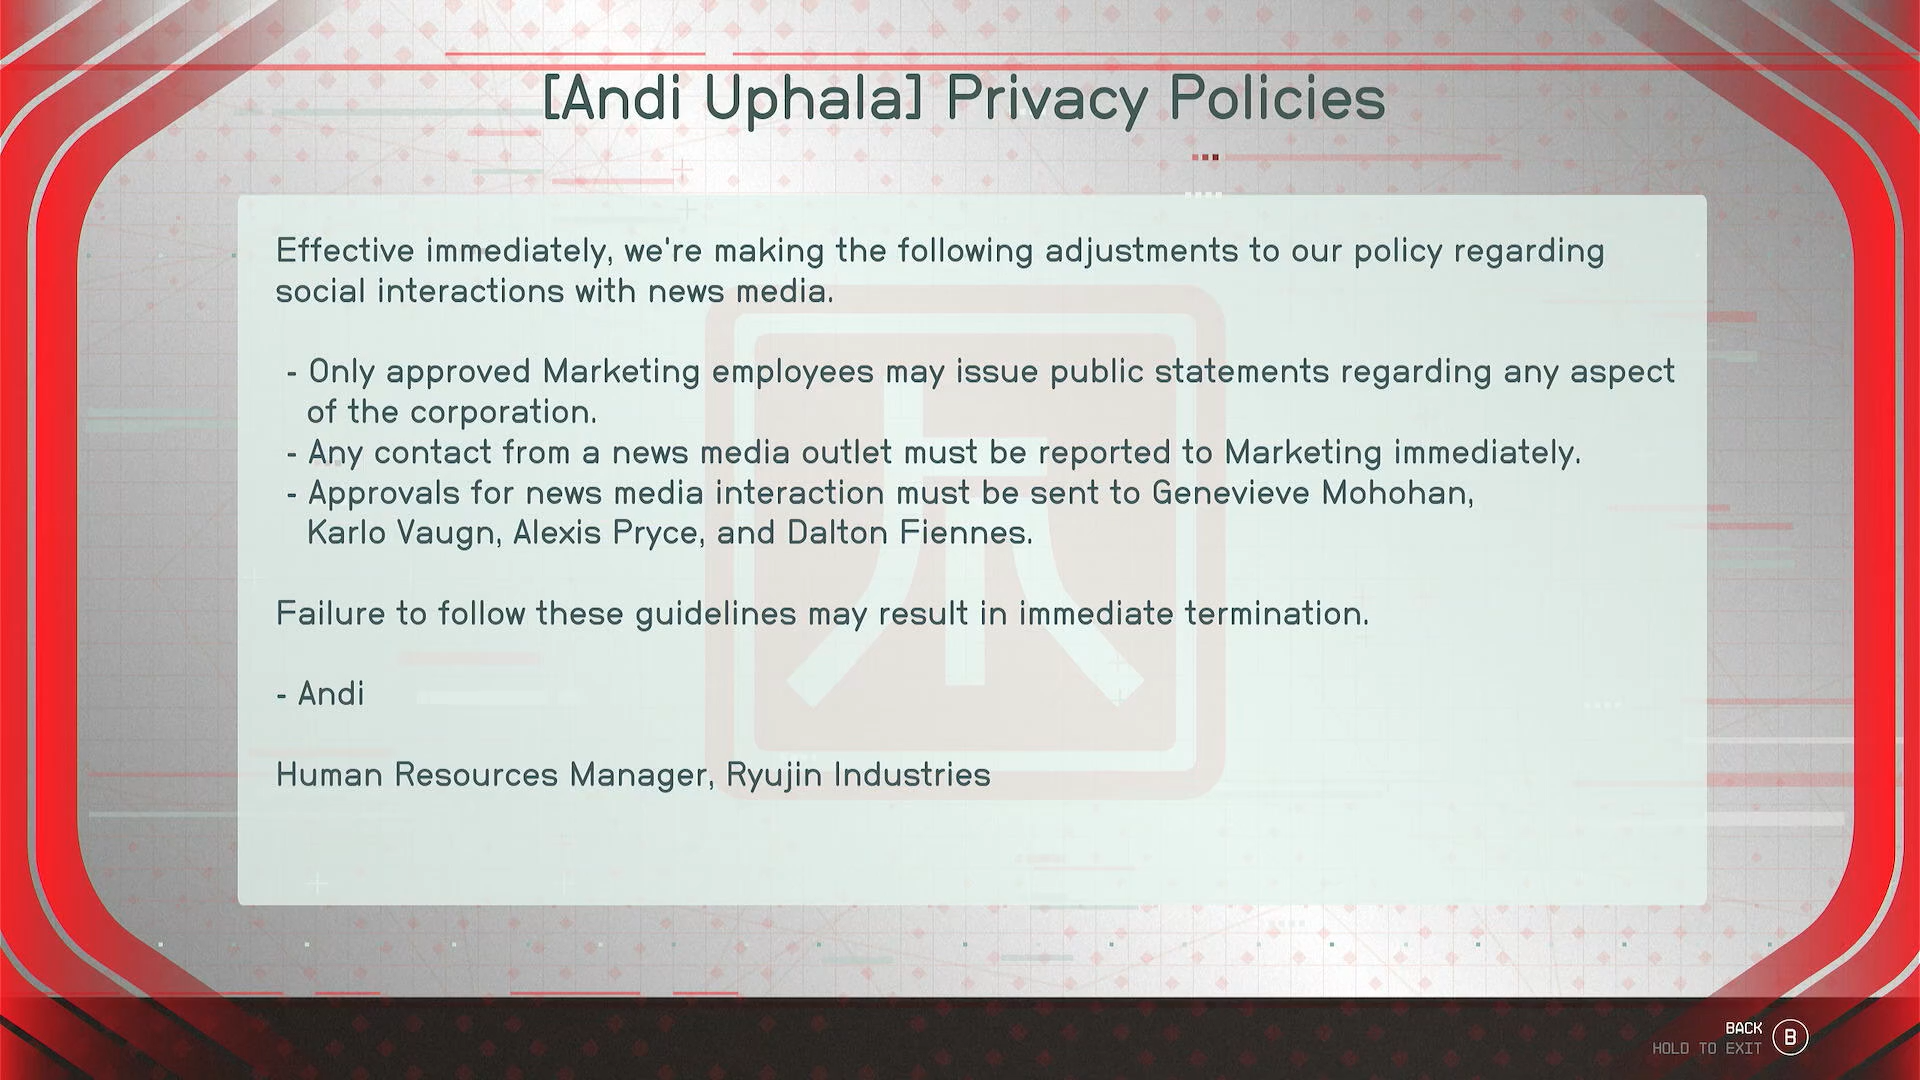 [Andi Uphala] Privacy Policies
Effective immediately, we're making the following adjustments to our policy regarding
social interactions with news media.
- Only approved Marketing employees may issue public statements regarding any aspect
of the corporation.
- Any contact from a news media outlet must be reported to Marketing immediately.
- Approvals for news media interaction must be sent to Genevieve Mohohan,
Karlo Vaugn, Alexis Pryce, and Dalton Fiennes.
Failure to follow these guidelines may result in immediate termination.
- Andi
Human Resources Manager, Ryujin Industries
BACK
HOLD TO EXIT
B